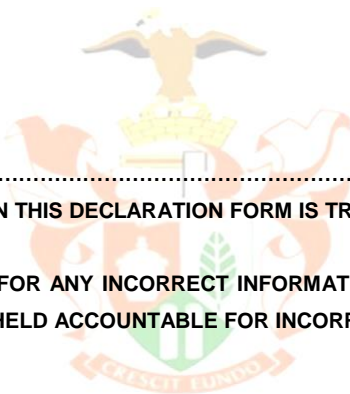 ............................................
N THIS DECLARATION FORM IS TR
FOR ANY INCORRECT INFORMAT
HELD ACCOUNTABLE FOR INCORR
CRESCIT EUNDO